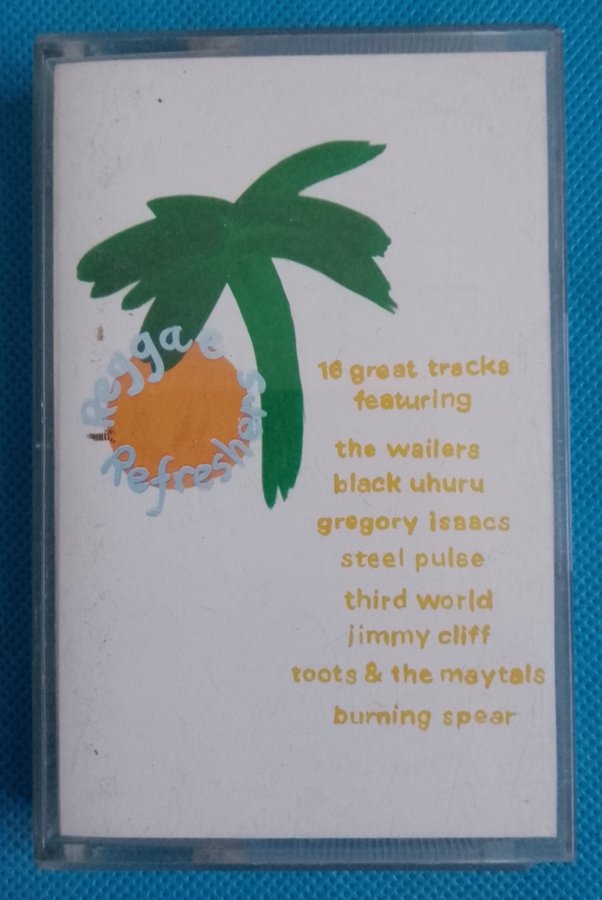 Reggae
Refreshers
16 great tracks
featuring
the wailers
black uhuru
gregory isaacs
steel pulse
third world
jimmy cliff
toots & the maytals
burning spear